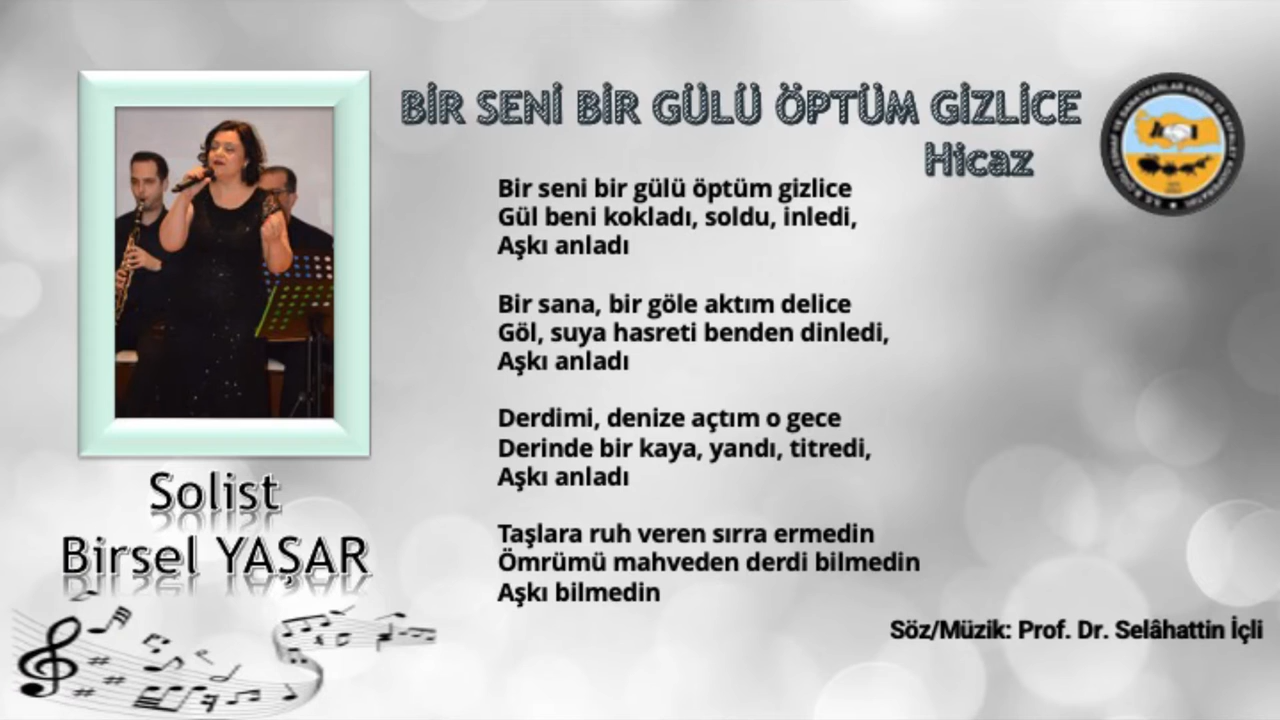 BİR SENİ BİR GÜLÜ ÖPTÜM GİZLİCE
Hicaz
Bir seni bir gülü öptüm gizlice
Gül beni kokladı, soldu, inledi,
Aşkı anladı
Bir sana, bir göle aktım delice
Göl, suya hasreti benden dinledi,
Aşkı anladı
Derdimi, denize açtım o gece
Derinde bir kaya, yandı, titredi,
Aşkı anladı
Taşlara ruh veren sırra ermedin
Ömrümü mahveden derdi bilmedin
Aşkı bilmedin
Söz/Müzik: Prof. Dr. Selâhattin İçli
Solist
Birsel YAŞAR